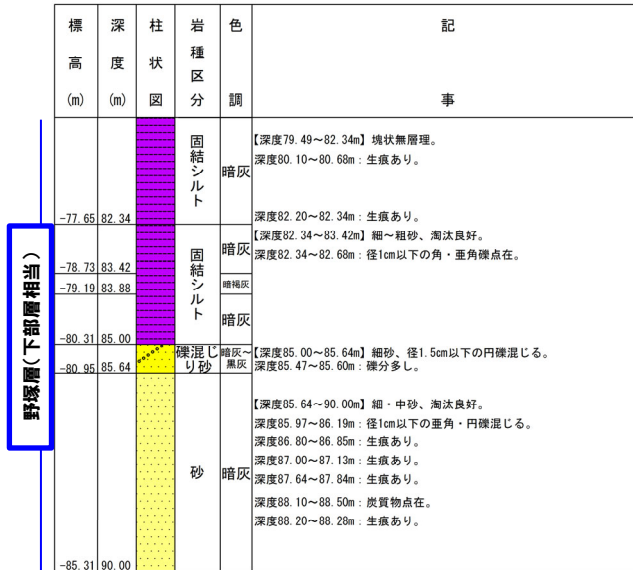 標高(m)
深度(m)
柱状図
岩種区分
色調
記事
野塚層(下部層相当)
固結シルト
暗灰
【深度79.49～82.34m】塊状無層理。
深度80.10～80.68m：生痕あり。
深度82.20～82.34m：生痕あり。
-77.65 82.34
固結シルト
暗灰
【深度82.34～83.42m】細～粗砂、淘汰良好。
深度82.34～82.68m：径1cm以下の角・亜角礫点在。
-78.73 83.42
暗褐灰
-79.19 83.88
暗灰
-80.31 85.00
礫混じり砂
暗灰～黒灰
【深度85.00～85.64m】細砂、径1.5cm以下の円礫混じる。
深度85.47～85.60m：礫分多し。
-80.95 85.64
砂
暗灰
【深度85.64～90.00m】細・中砂、淘汰良好。
深度85.97～86.19m：径1cm以下の亜角・円礫混じる。
深度86.80～86.85m：生痕あり。
深度87.00～87.13m：生痕あり。
深度87.64～87.84m：生痕あり。
深度88.10～88.50m：炭質物点在。
深度88.20～88.28m：生痕あり。
-85.31 90.00